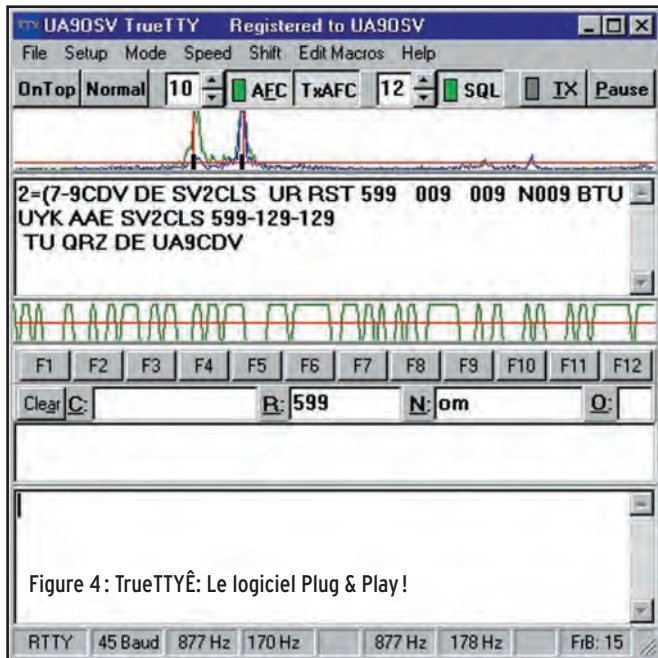 TTY UA9OSV TrueTTY Registered to UA9OSV
File Setup Mode Speed Shift Edit Macros Help
OnTop Normal 10 AFC TxAFC 12 SQL TX Pause
2=(7-9CDV DE SV2CLS UR RST 599 009 009 N009 BTU
UYK AAE SV2CLS 599-129-129
TU QRZ DE UA9CDV
F1 F2 F3 F4 F5 F6 F7 F8 F9 F10 F11 F12
Clear C: R: 599 N: om O:
Figure 4 : TrueTTYÊ: Le logiciel Plug & Play !
RTTY 45 Baud 877 Hz 170 Hz 877 Hz 178 Hz FrB: 15